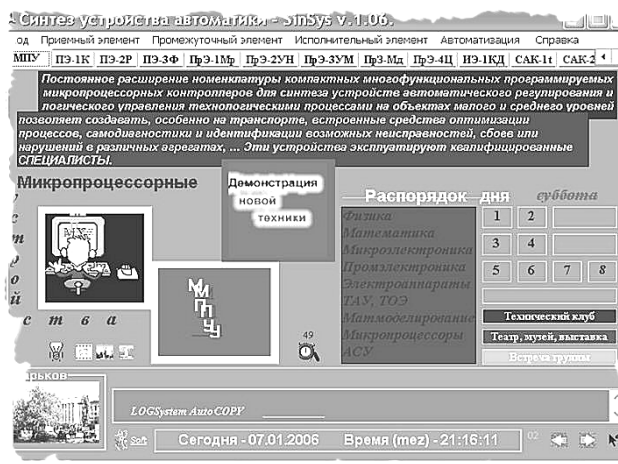 Синтез устройства автоматики - SinSys v.1.06.
од Приемный элемент Промежуточный элемент Исполнительный элемент Автоматизация Справка
МПУ ПЭ-1К ПЭ-2Р ПЭ-3Ф ПрЭ-1Мр ПрЭ-2УН ПрЭ-3УМ ПрЭ-Мд ПрЭ-4Ц ИЭ-1КД САК-1t САК-2
Постоянное расширение номенклатуры компактных многофункциональных программируемых
микропроцессорных контроллеров для синтеза устройств автоматического регулирования и
логического управления технологическими процессами на объектах малого и среднего уровней
позволяет создавать, особенно на транспорте, встроенные средства оптимизации
процессов, самодиагностики и идентификации возможных неисправностей, сбоев или
нарушений в различных агрегатах, ... Эти устройства эксплуатируют квалифицированные
СПЕЦИАЛИСТЫ.
Микропроцессорные
У
с
т
р
о
й
с т в а
Демонстрация
новой
техники
МПУ
49
Распорядок дня суббота
Физика
Математика
Микроэлектроника
Промэлектроника
Электроаппараты
ТАУ, ТОЭ
Матмоделирование
Микропроцессоры
АСУ
1 2
3 4
5 6 7 8
Технический клуб
Театр, музей, выставка
Встреча группы
рьков
LOGSystem AutoCOPY
Soft
Сегодня - 07.01.2006 Время (mez) - 21:16:11
02